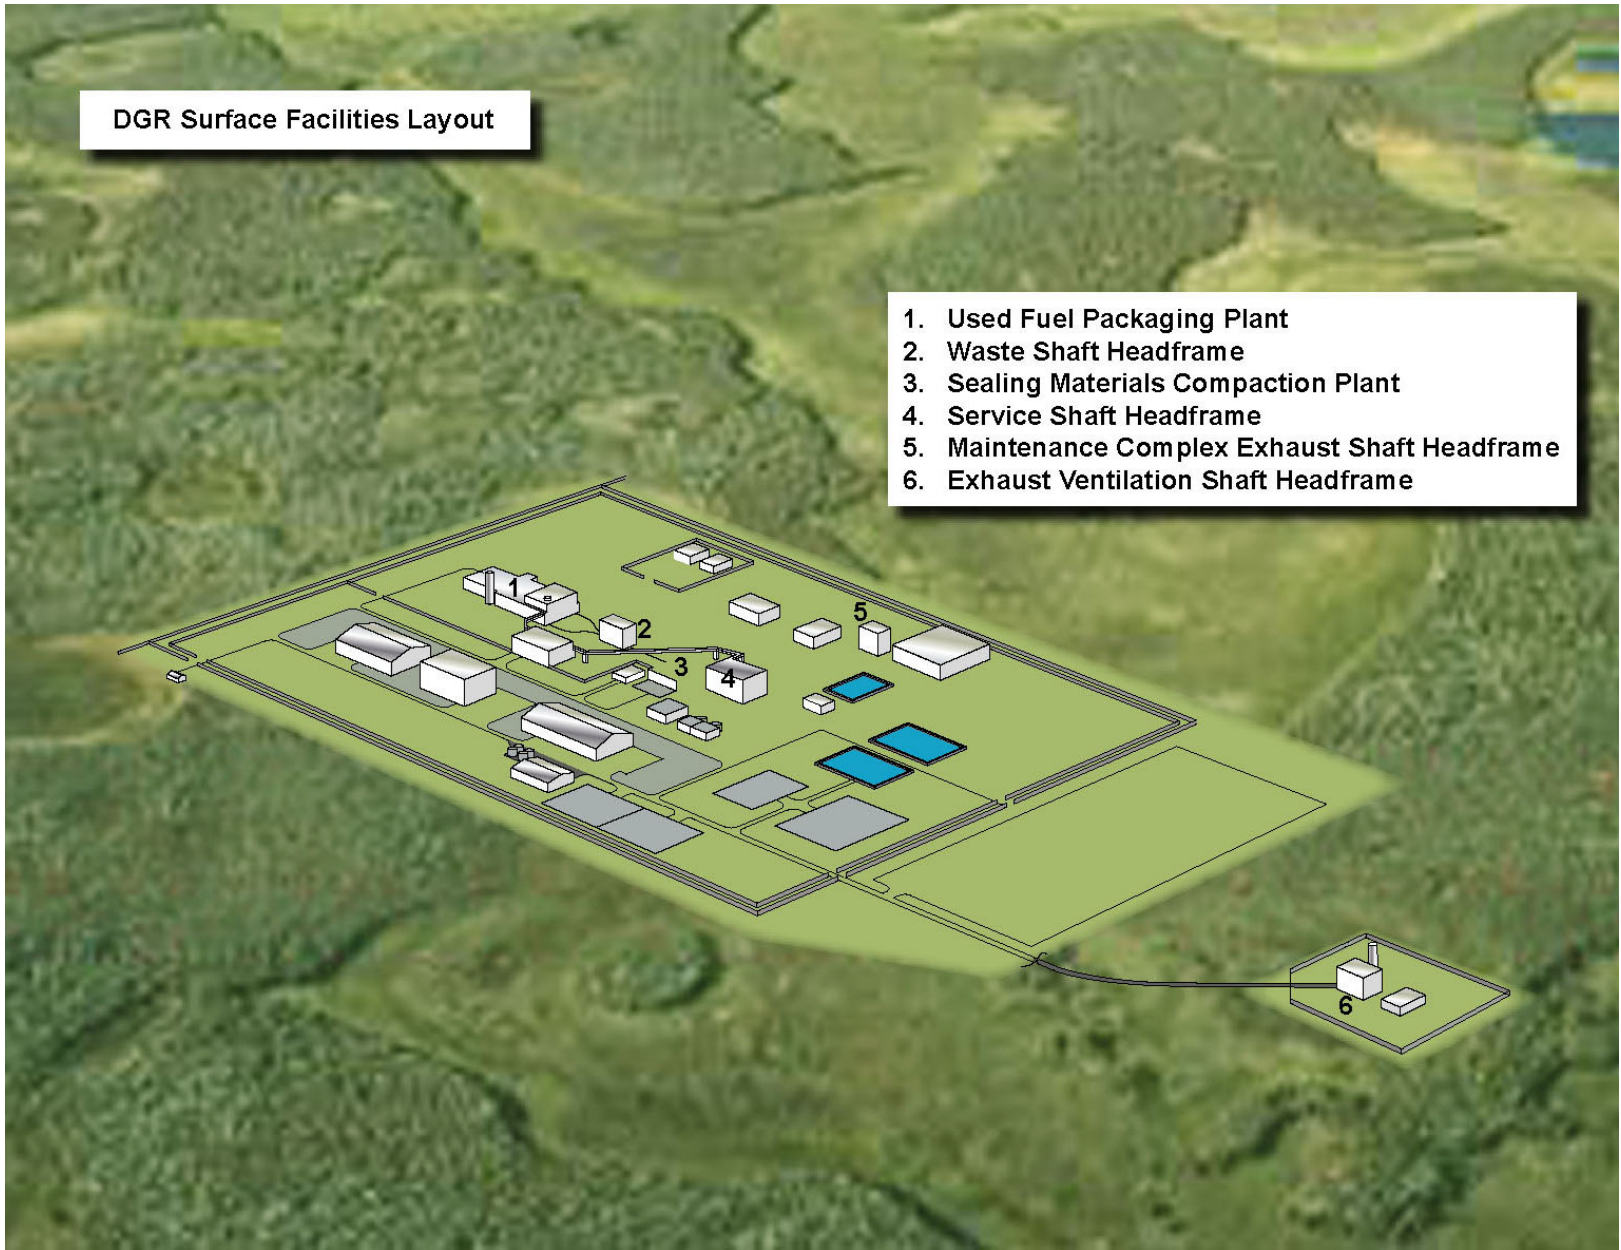 DGR Surface Facilities Layout
1. Used Fuel Packaging Plant
2. Waste Shaft Headframe
3. Sealing Materials Compaction Plant
4. Service Shaft Headframe
5. Maintenance Complex Exhaust Shaft Headframe
6. Exhaust Ventilation Shaft Headframe
1
5
2
3
4
6